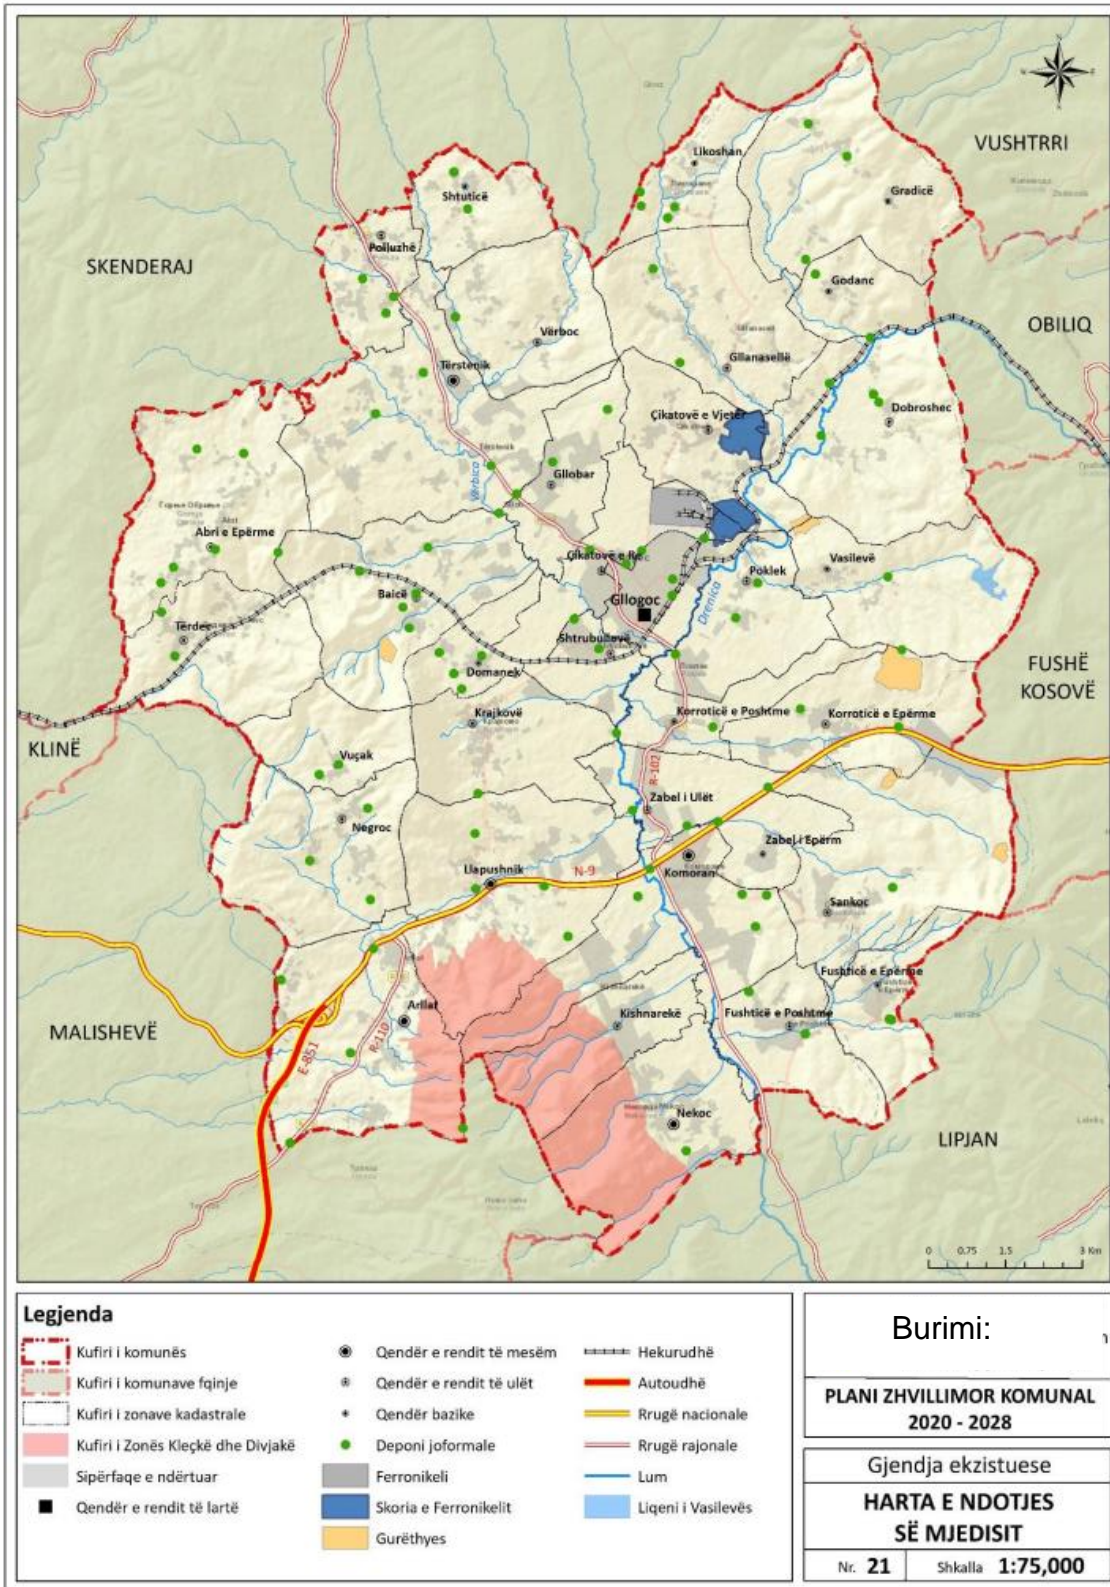 VUSHTRRI
Likoshan
Shtuticë
Gradicë
Polluzhë
SKENDERAJ
Godanc
OBILIQ
Vërboc
Gllanasellë
Tërstenik
Dobroshec
Çikatovë e Vjetër
Vërbica
Gllobar
Abri e Epërme
Çikatovë e Re
Vasilevë
Poklek
Baicë
Gllogoc
Drenica
Tërdec
Shtrubullovë
FUSHË
KOSOVË
Domanek
Krajkovë
Korroticë e Poshtme
Korroticë e Epërme
KLINË
Vuçak
R-102
Zabel i Ulët
Negroc
Zabel i Epërm
Llapushnik
N-9
Komoran
Sankoc
Fushticë e Epërme
MALISHEVË
Arllat
Kishnarekë
Fushticë e Poshtme
E-851
R-110
Nekoc
LIPJAN
0 0.75 1.5 3 Km
Legjenda
Kufiri i komunës
Kufiri i komunave fqinje
Kufiri i zonave kadastrale
Kufiri i Zonës Kleçkë dhe Divjakë
Sipërfaqe e ndërtuar
Qendër e rendit të lartë
Qendër e rendit të mesëm
Qendër e rendit të ulët
Qendër bazike
Deponi joformale
Ferronikeli
Skoria e Ferronikelit
Gurëthyes
Hekurudhë
Autoudhë
Rrugë nacionale
Rrugë rajonale
Lum
Liqeni i Vasilevës
Burimi:
PLANI ZHVILLIMOR KOMUNAL
2020 - 2028
Gjendja ekzistuese
HARTA E NDOTJES
SË MJEDISIT
Nr. 21 Shkalla 1:75,000